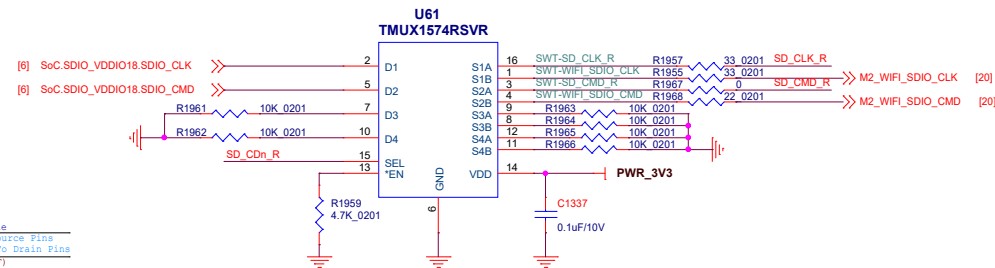 U61
TMUX1574RSVR
[6] SoC.SDIO_VDDIO18.SDIO_CLK
2 D1
[6] SoC.SDIO_VDDIO18.SDIO_CMD
5 D2
R1961 10K_0201 7 D3
R1962 10K_0201 10 D4
SD_CDn_R 15 SEL
13 *EN
R1959
4.7K_0201
GND
6
S1A 16 SWT-SD_CLK_R R1957 33_0201 SD_CLK_R
S1B 1 SWT-WIFI_SDIO_CLK R1955 33_0201 M2_WIFI_SDIO_CLK [20]
S2A 3 SWT-SD_CMD_R R1967 0 SD_CMD_R
S2B 4 SWT-WIFI_SDIO_CMD R1968 22_0201 M2_WIFI_SDIO_CMD [20]
S3A 9 R1963 10K_0201
S3B 8 R1964 10K_0201
S4A 12 R1965 10K_0201
S4B 11 R1966 10K_0201
VDD 14 PWR_3V3
C1337
0.1uF/10V
Pins
To Drain Pins